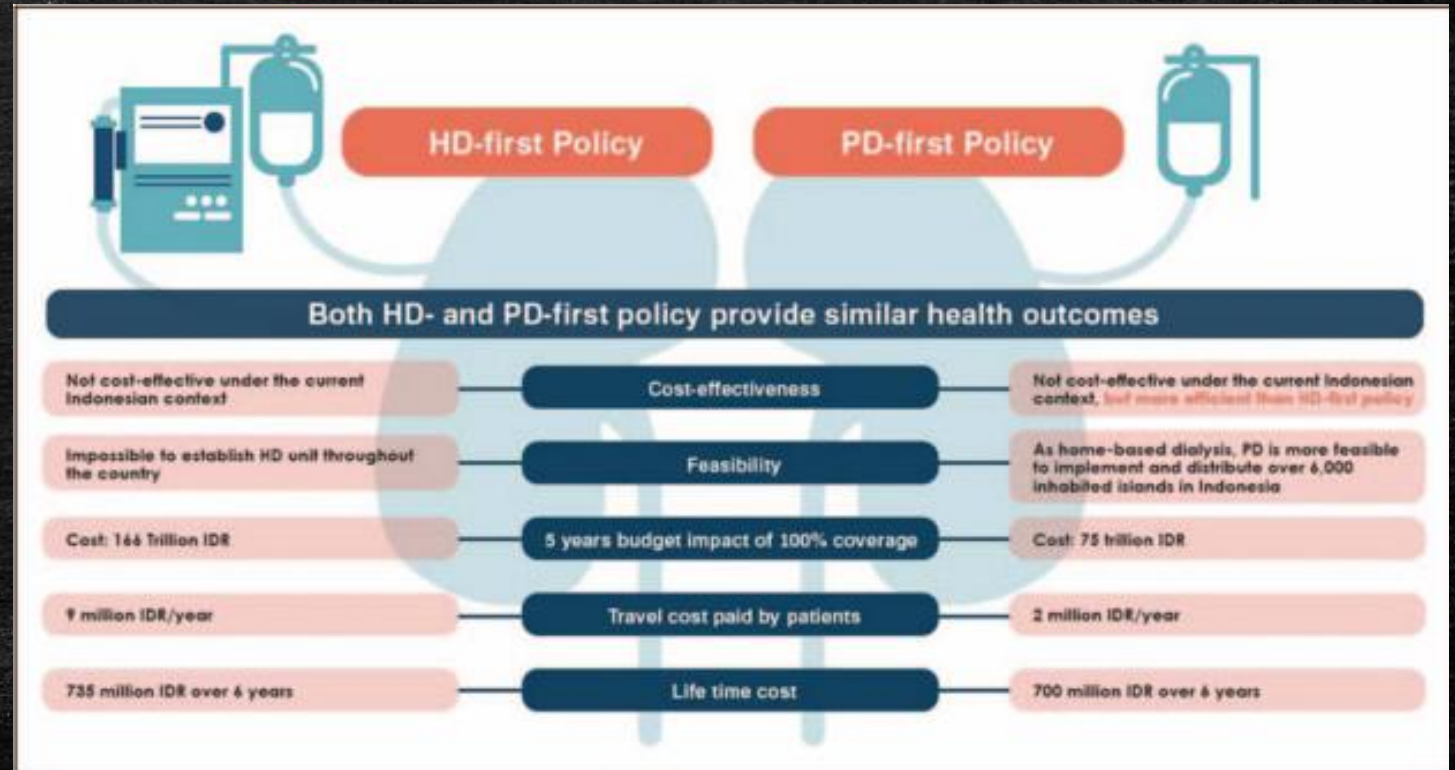 HD-first Policy
PD-first Policy
Both HD- and PD-first policy provide similar health outcomes
Not cost-effective under the current
Indonesian context
Cost-effectiveness
Not cost-effective under the current Indonesian
context, but more efficient than HD-first policy
Impossible to establish HD unit throughout
the country
Feasibility
As home-based dialysis, PD is more feasible
to implement and distribute over 6,000
inhabited islands in Indonesia
Cost: 166 Trillion IDR
5 years budget impact of 100% coverage
Cost: 75 trillion IDR
9 million IDR/year
Travel cost paid by patients
2 million IDR/year
735 million IDR over 6 years
Life time cost
700 million IDR over 6 years